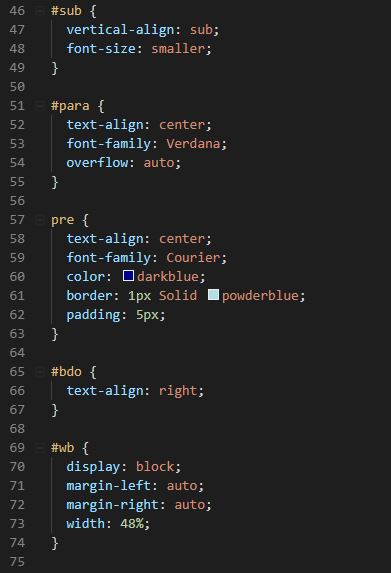 46 #sub {
47 vertical-align: sub;
48 font-size: smaller;
49 }
50
51 #para {
52 text-align: center;
53 font-family: Verdana;
54 overflow: auto;
55 }
56
57 pre {
58 text-align: center;
59 font-family: Courier;
60 color: darkblue;
61 border: 1px Solid powderblue;
62 padding: 5px;
63 }
64
65 #bdo {
66 text-align: right;
67 }
68
69 #wb {
70 display: block;
71 margin-left: auto;
72 margin-right: auto;
73 width: 48%;
74 }
75